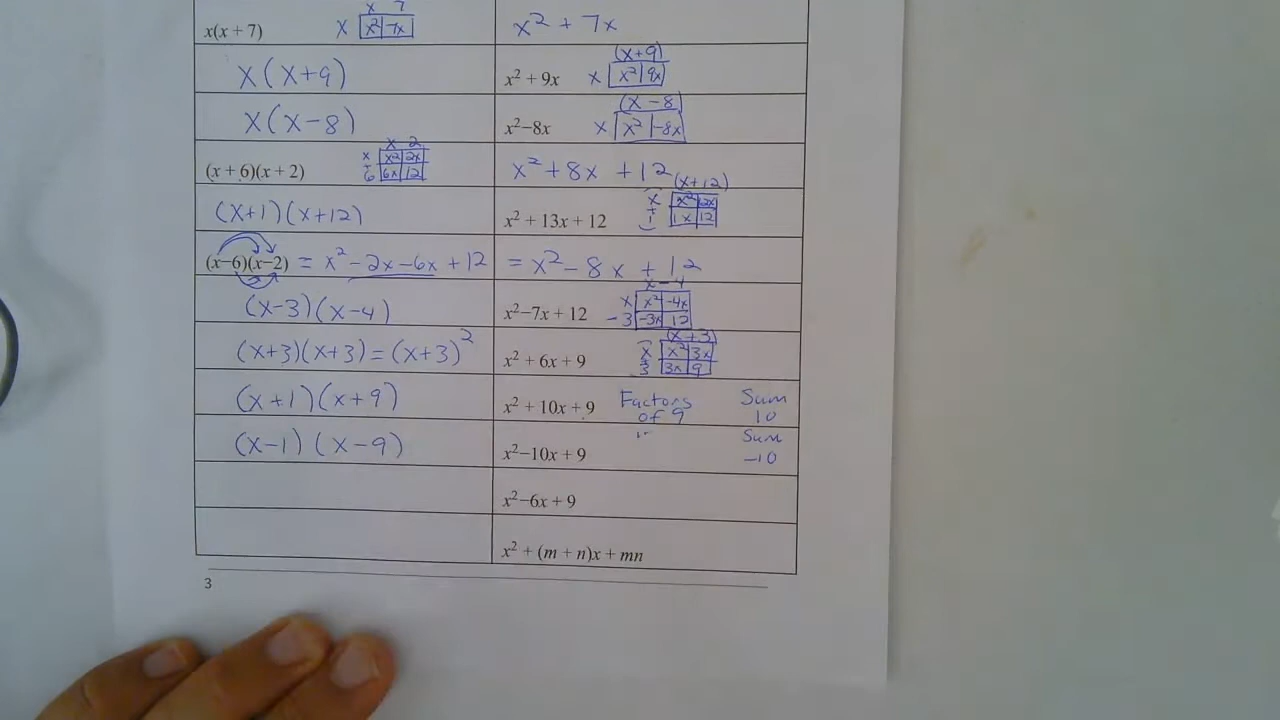 x 7
x(x + 7) x x² 7x x² + 7x
(x+9)
x(x+9) x² + 9x x x² 9x
(x-8)
x(x-8) x²−8x x x² -8x
x 2
x x² 2x
(x + 6)(x + 2) 6 6x 12 x²+8x +12
(x+12)
x x² 12x
(x+1)(x+12) x² + 13x + 12 1 1x 12
(x−6)(x−2) = x²-2x-6x+12 = x²-8x+12
x-4
x x² -4x
(x-3)(x-4) x²−7x + 12 -3 -3x 12
(x+3)
x x² 3x
(x+3)(x+3)=(x+3)² x² + 6x + 9 3 3x 9
(x+1)(x+9) x² + 10x + 9 Factors Sum
of 9 10
(x-1)(x-9) x²−10x + 9 Sum
-10
x²−6x + 9
x² + (m + n)x + mn
3